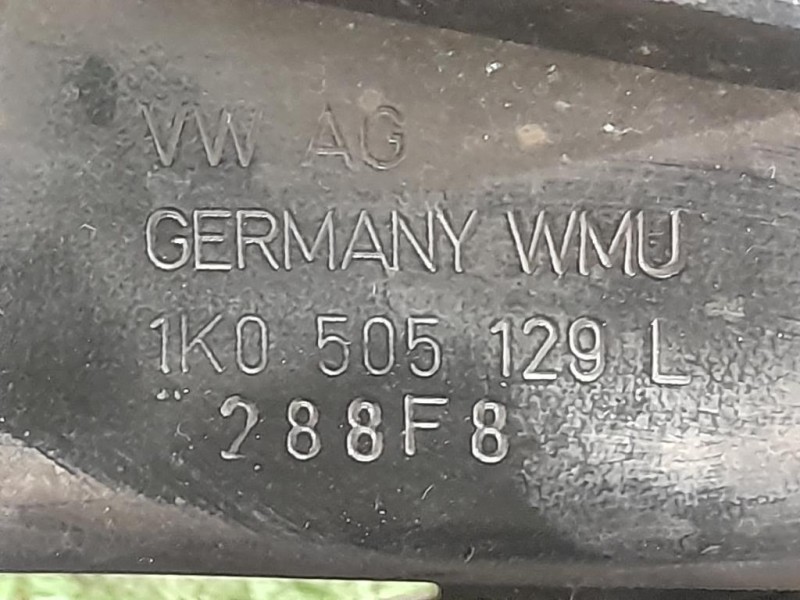 VW AG
GERMANY WMU
1K0 505 129 L
288F8